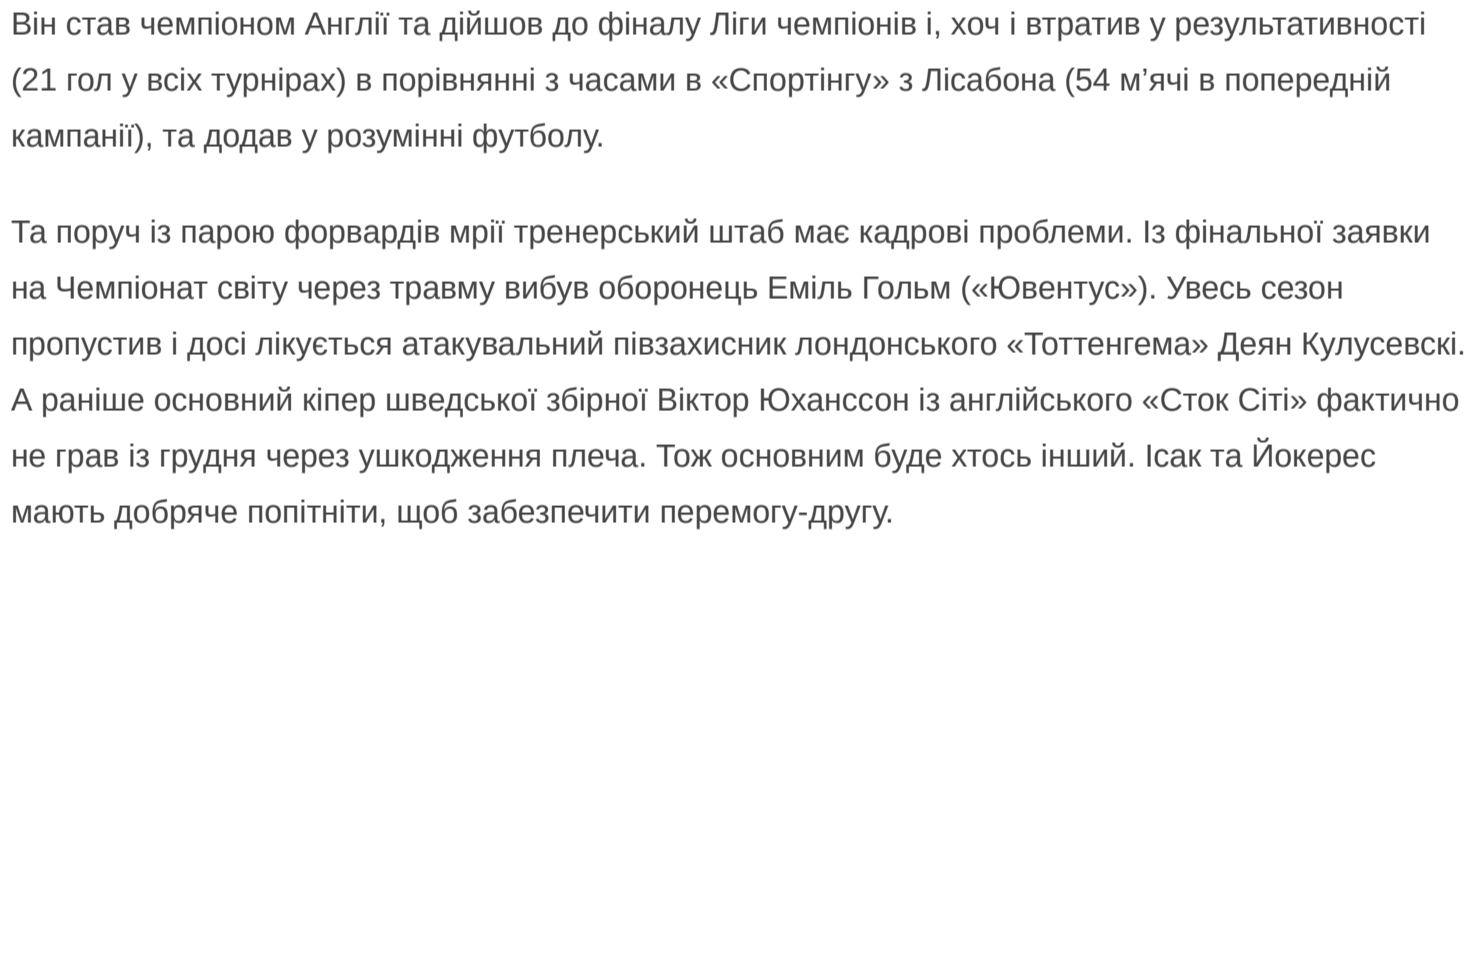 Він став чемпіоном Англії та дійшов до фіналу Ліги чемпіонів і, хоч і втратив у результативності
(21 гол у всіх турнірах) в порівнянні з часами в «Спортінгу» з Лісабона (54 м’ячі в попередній
кампанії), та додав у розумінні футболу.
Та поруч із парою форвардів мрії тренерський штаб має кадрові проблеми. Із фінальної заявки
на Чемпіонат світу через травму вибув оборонець Еміль Гольм («Ювентус»). Увесь сезон
пропустив і досі лікується атакувальний півзахисник лондонського «Тоттенгема» Деян Кулусевскі.
А раніше основний кіпер шведської збірної Віктор Юханссон із англійського «Сток Сіті» фактично
не грав із грудня через ушкодження плеча. Тож основним буде хтось інший. Ісак та Йокерес
мають добряче попітніти, щоб забезпечити перемогу-другу.